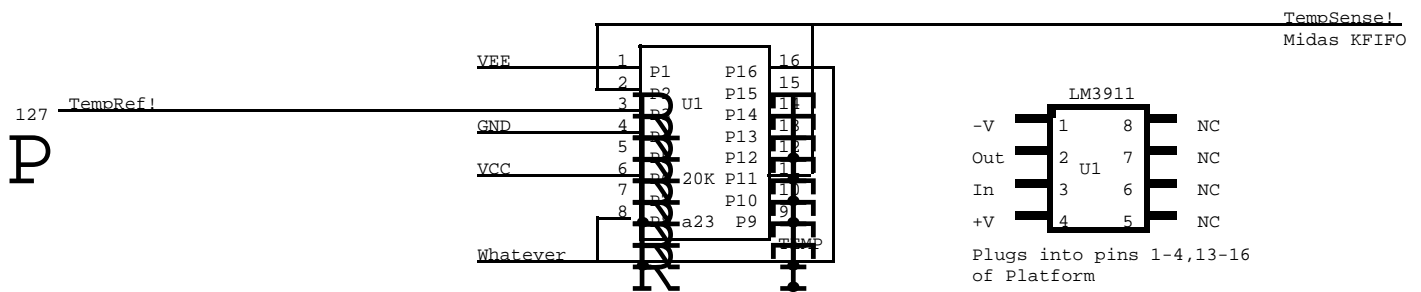 TempSense!
Midas KFIFO
VEE
1
P1
P16
16
2
P2
P15
15
127
TempRef!
3
U1
P14
14
P
GND
4
P13
13
5
P12
12
VCC
6
20K
P11
7
P10
10
8
a23
P9
9
TEMP
Whatever
LM3911
-V
1
8
NC
Out
2
7
NC
U1
In
3
6
NC
+V
4
5
NC
Plugs into pins 1-4,13-16
of Platform